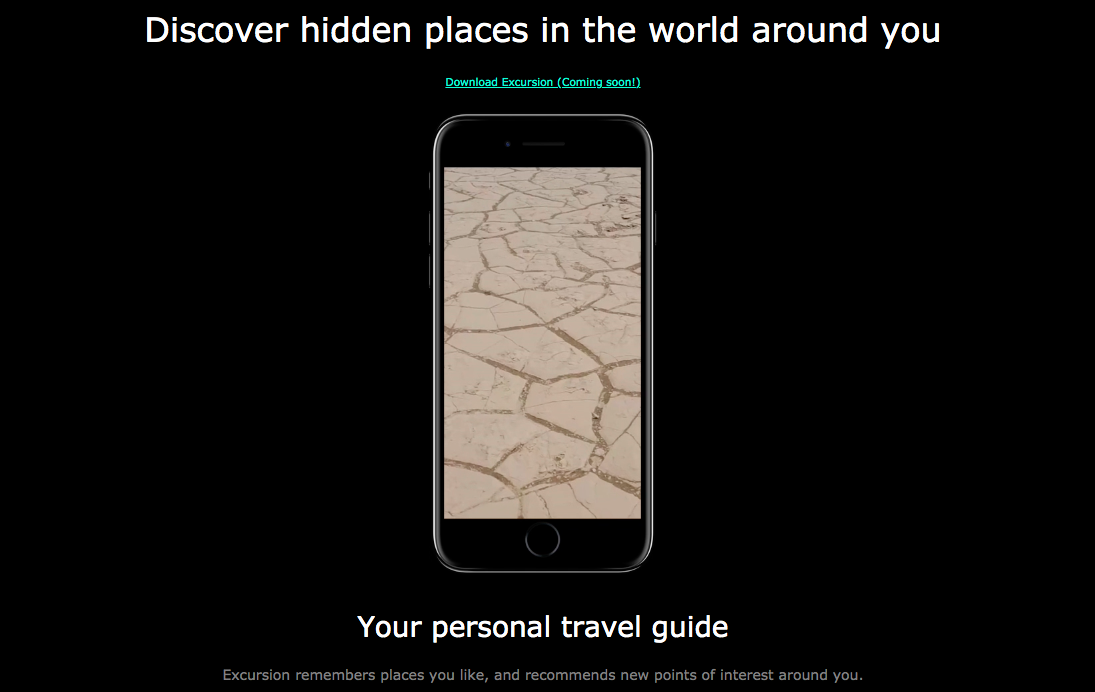 Discover hidden places in the world around you
Download Excursion (Coming soon!)
Your personal travel guide
Excursion remembers places you like, and recommends new points of interest around you.